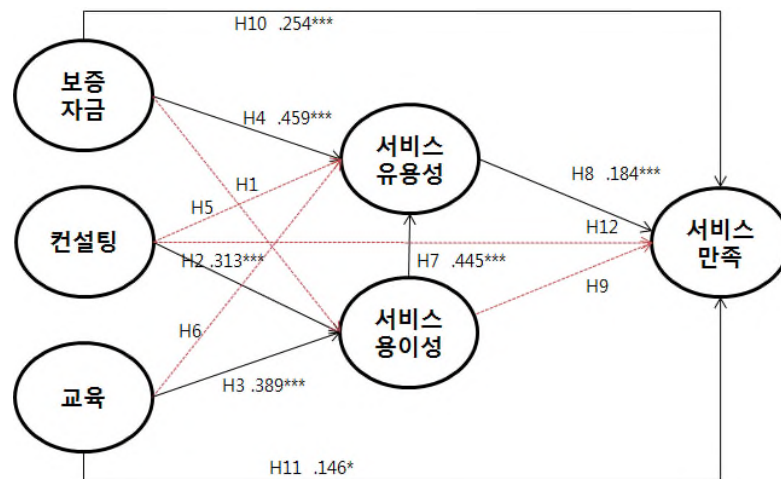 H10 .254***
보증
자금
H4 .459***
서비스
유용성
H1
H5
H8 .184***
컨설팅
H12
서비스
만족
H2 .313***
H7 .445***
H9
서비스
용이성
H6
교육
H3 .389***
H11 .146*